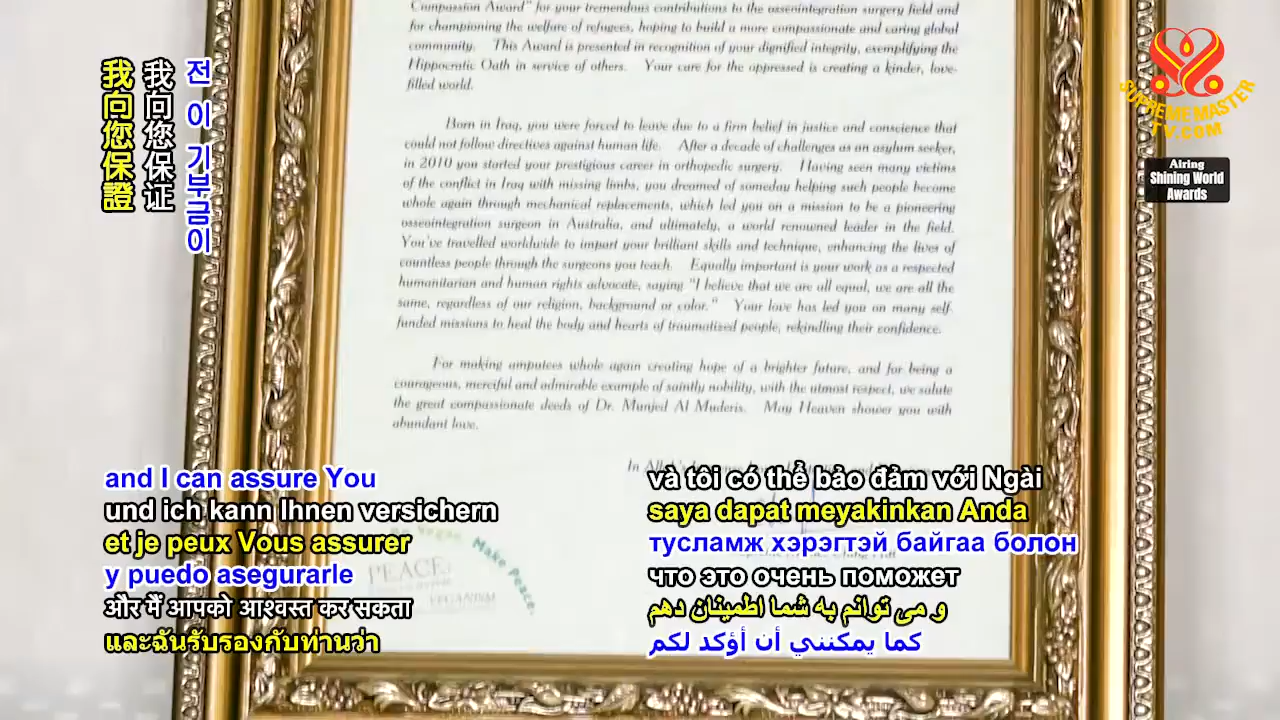 Compassion Award" for your tremendous contributions to the osseointegration surgery field and
for championing the welfare of refugees, hoping to build a more compassionate and caring global
community. This Award is presented in recognition of your dignified integrity, exemplifying the
Hippocratic Oath in service of others. Your care for the oppressed is creating a kinder, love-
filled world.
Born in Iraq, you were forced to leave due to a firm belief in justice and conscience that
could not follow directives against human life. After a decade of challenges as an asylum seeker,
in 2010 you started your prestigious career in orthopedic surgery. Having seen many victims
of the conflict in Iraq with missing limbs, you dreamed of someday helping such people become
whole again through mechanical replacements, which led you on a mission to be a pioneering
osseointegration surgeon in Australia, and ultimately, a world renowned leader in the field.
You've travelled worldwide to impart your brilliant skills and technique, enhancing the lives of
countless people through the surgeons you teach. Equally important is your work as a respected
humanitarian and human rights advocate, saying "I believe that we are all equal, we are all the
same, regardless of our religion, background or color." Your love has led you on many self-
funded missions to heal the body and hearts of traumatized people, rekindling their confidence.
For making amputees whole again creating hope of a brighter future, and for being a
courageous, merciful and admirable example of saintly nobility, with the utmost respect, we salute
the great compassionate deeds of Dr. Munjed Al Muderis. May Heaven shower you with
abundant love.
Make Peace.
PEACE
VEGANISM
我向您保證
我向您保证
전 이 기부금이
SUPREME MASTER
TV.COM
Airing
Shining World
Awards
and I can assure You
und ich kann Ihnen versichern
et je peux Vous assurer
y puedo asegurarle
और मैं आपको आश्वस्त कर सकता
และฉันรับรองกับท่านว่า
và tôi có thể bảo đảm với Ngài
saya dapat meyakinkan Anda
тусламж хэрэгтэй байгаа болон
что это очень поможет
و می توانم به شما اطمینان دهم
كما يمكنني أن أؤكد لكم